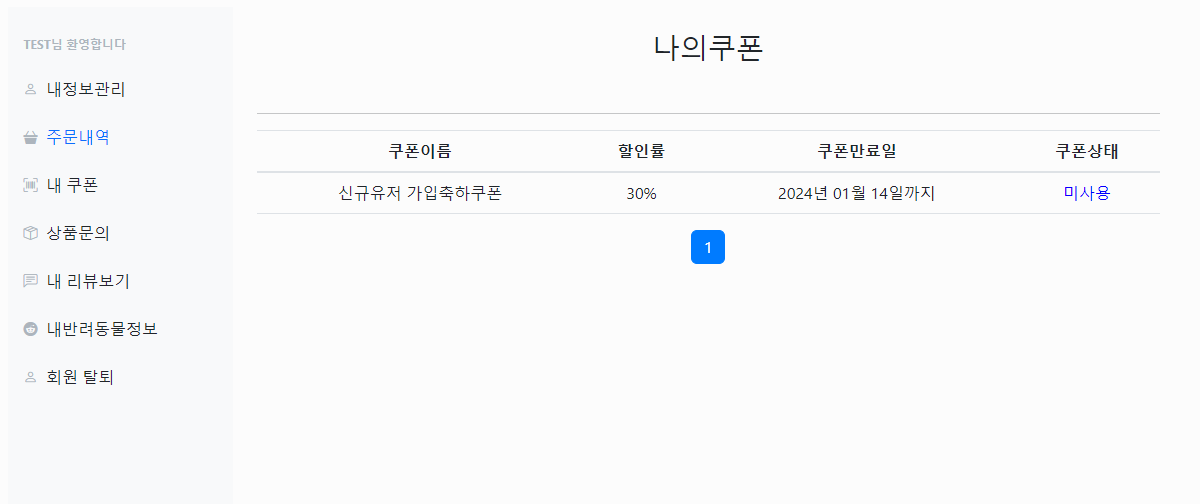 TEST님 환영합니다
내정보관리
주문내역
내 쿠폰
상품문의
내 리뷰보기
내반려동물정보
회원 탈퇴
나의쿠폰
쿠폰이름 할인률 쿠폰만료일 쿠폰상태
신규유저 가입축하쿠폰 30% 2024년 01월 14일까지 미사용
1